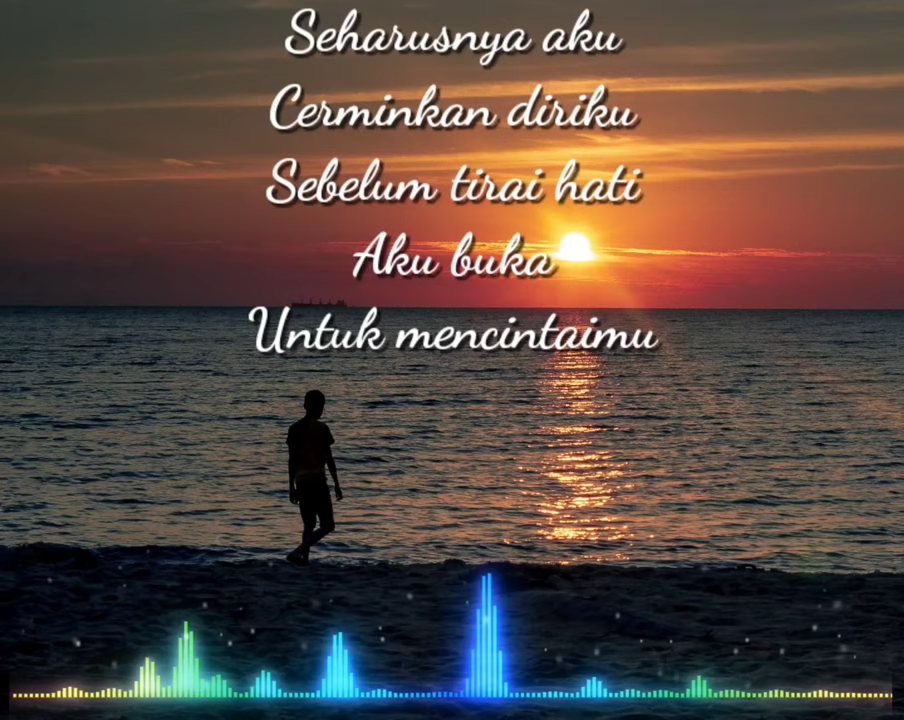 Seharusnya aku
Cerminkan diriku
Sebelum tirai hati
Aku buka
Untuk mencintaimu